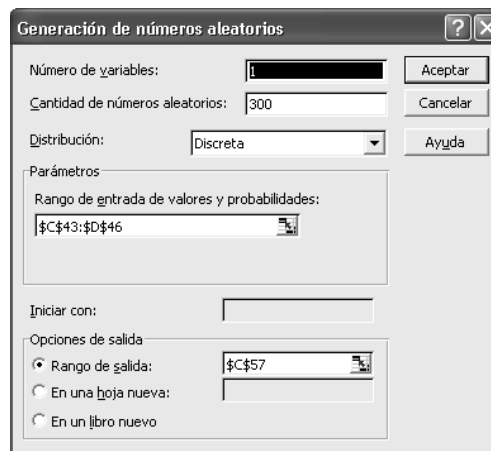 Generación de números aleatorios
Número de variables: 1
Aceptar
Cantidad de números aleatorios: 300
Cancelar
Distribución: Discreta
Ayuda
Parámetros
Rango de entrada de valores y probabilidades:
$C$43:$D$46
Iniciar con:
Opciones de salida
Rango de salida: $C$57
En una hoja nueva:
En un libro nuevo